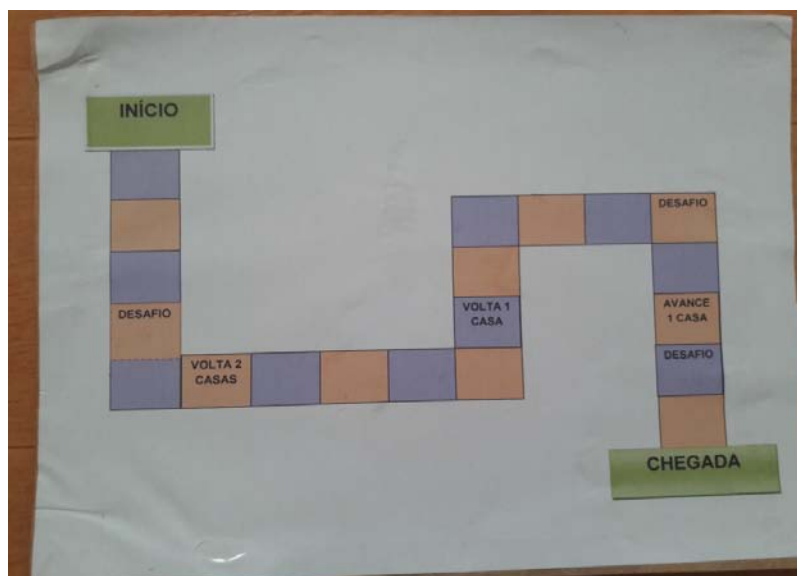 INÍCIO
DESAFIO
VOLTA 2
CASAS
VOLTA 1
CASA
DESAFIO
AVANCE
1 CASA
DESAFIO
CHEGADA